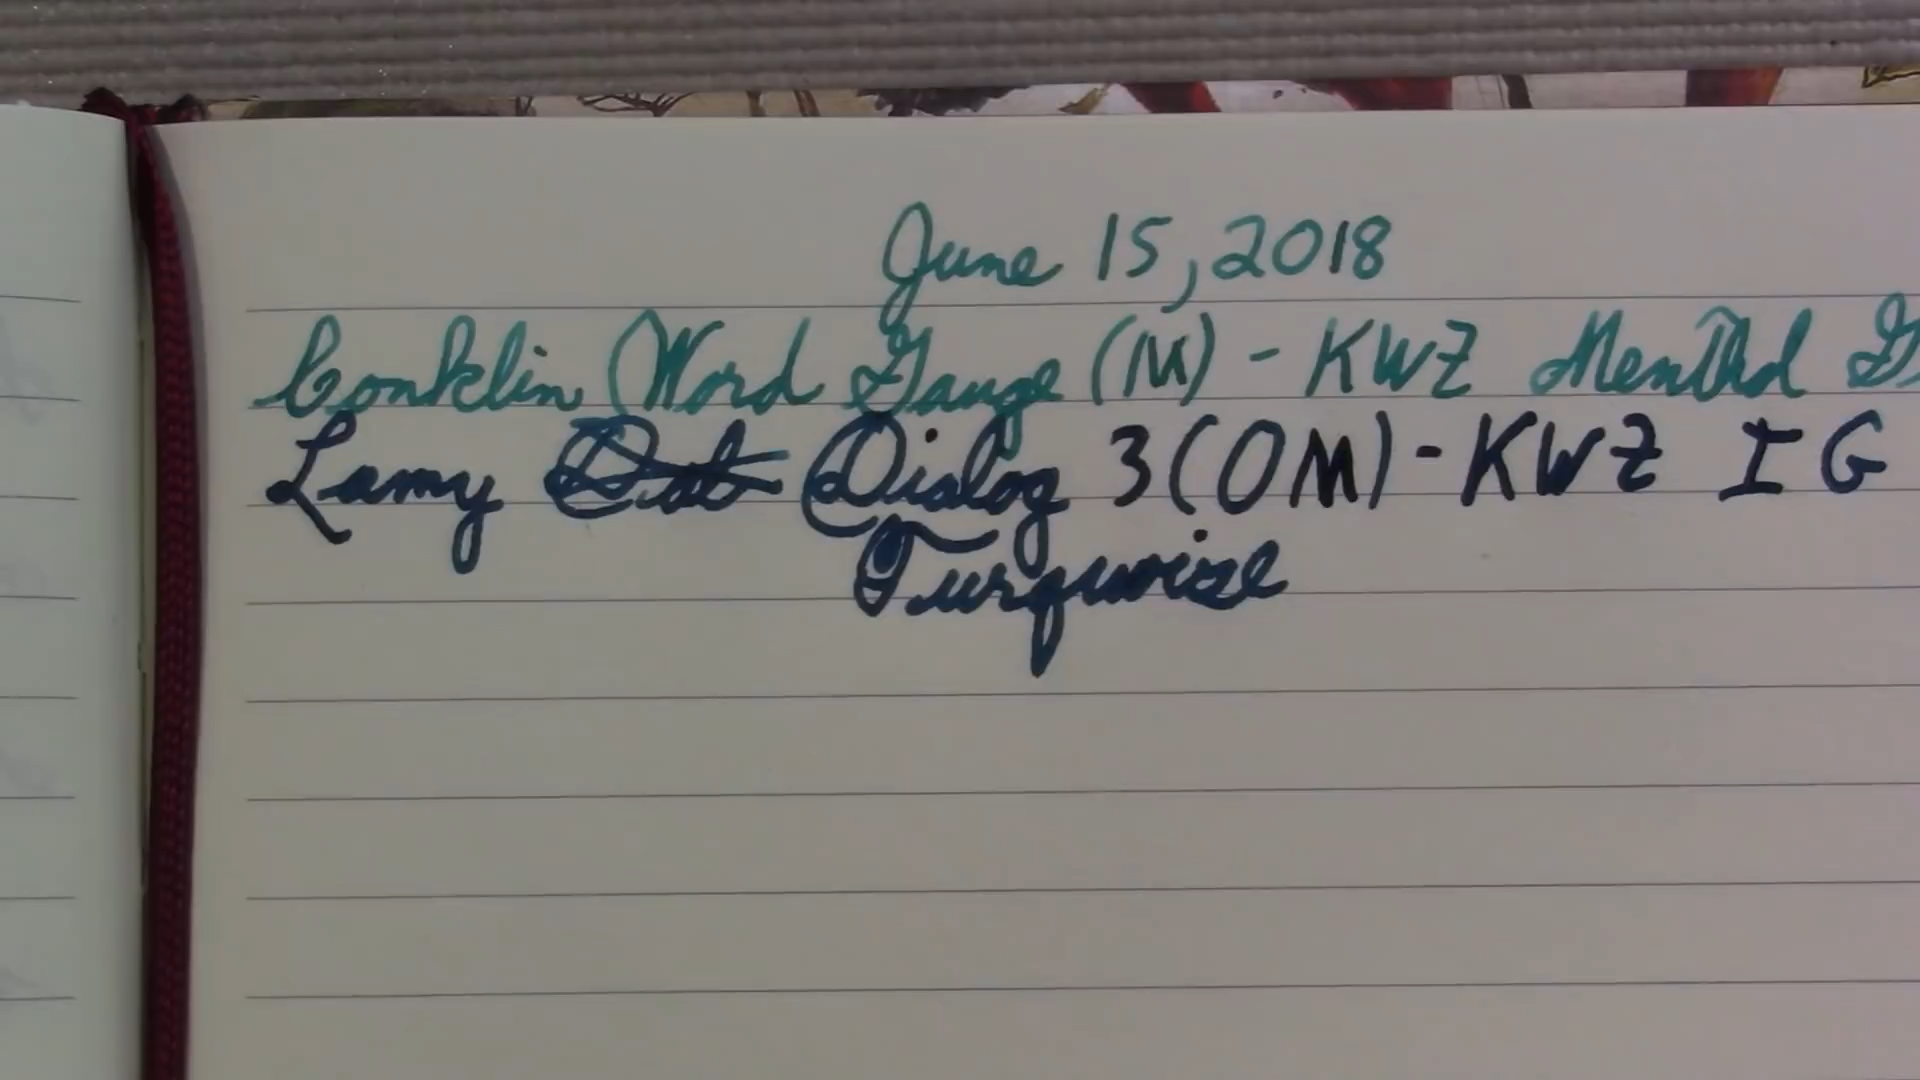 June 15, 2018
Conklin Word Gauge (M) - KWZ Menthol G
Lamy Dialog 3 (OM) - KWZ IG
Turquoise